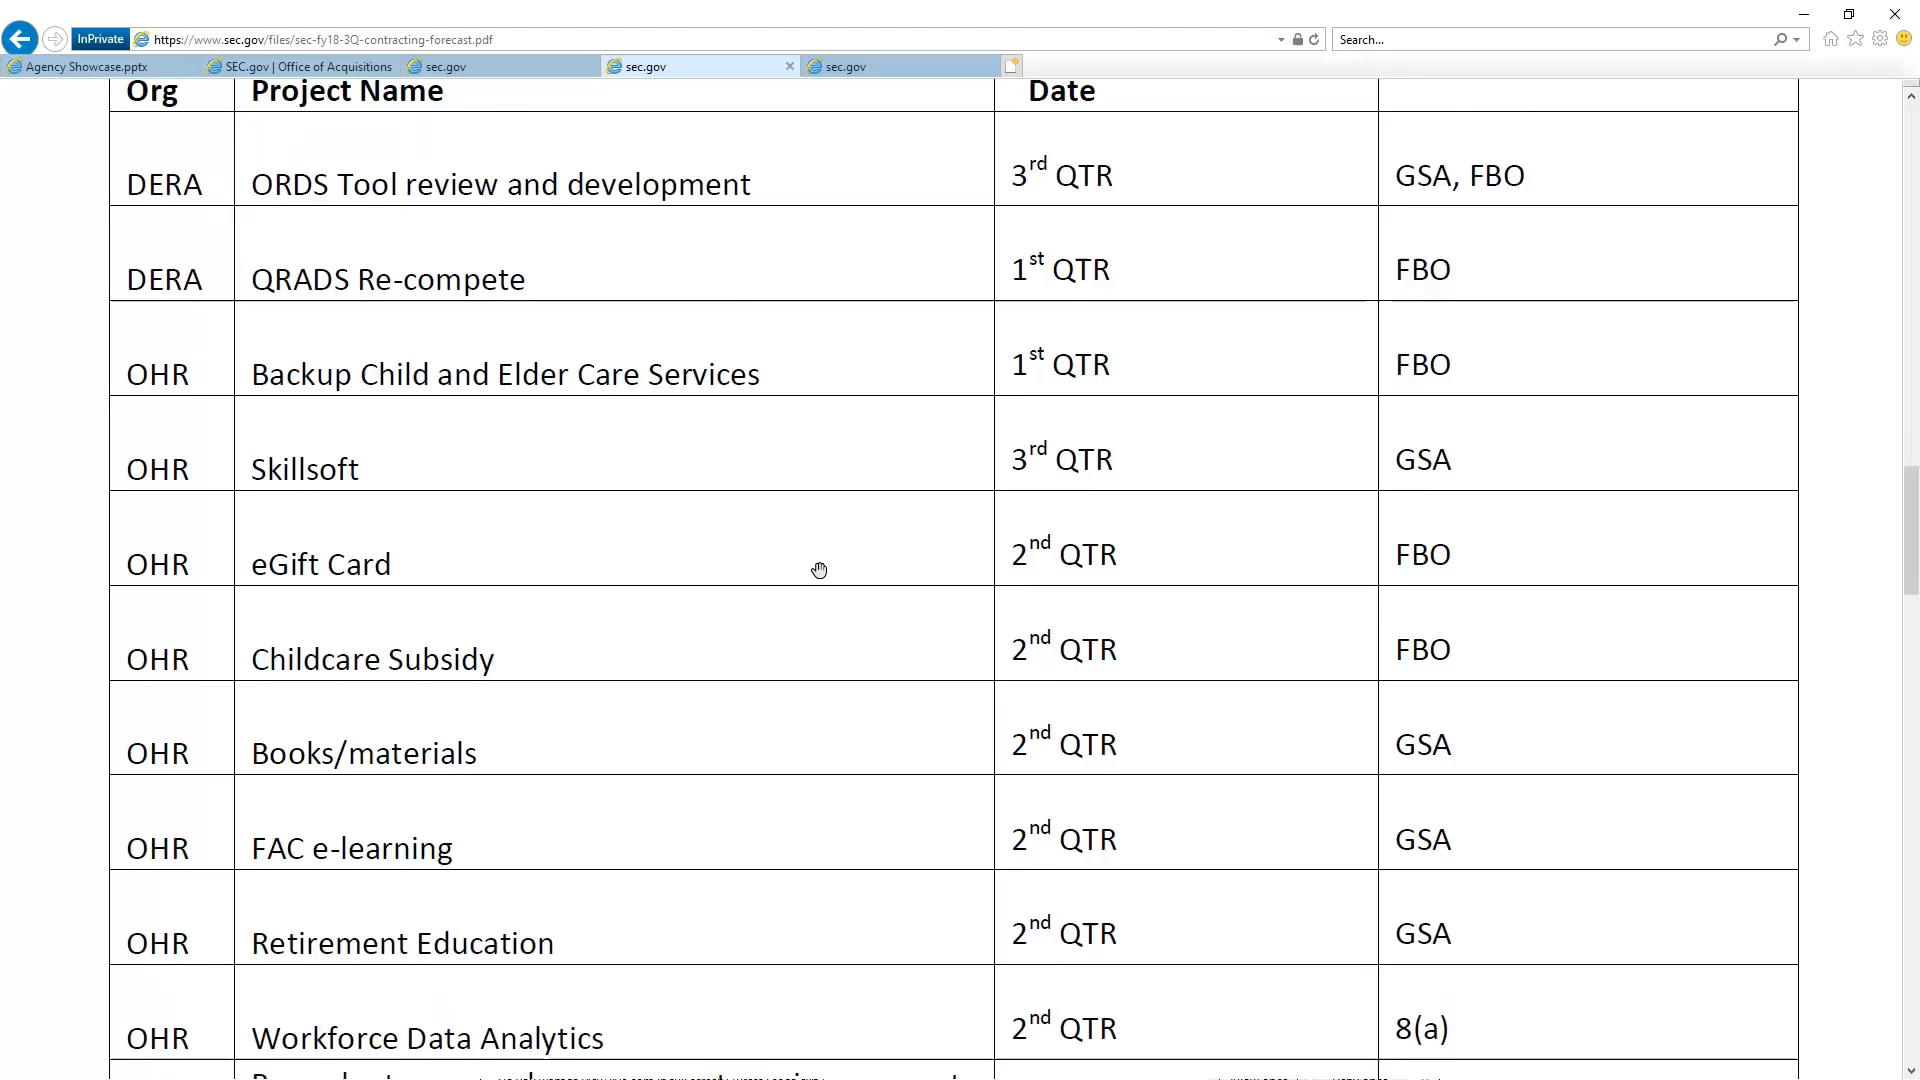 InPrivate https://www.sec.gov/files/sec-fy18-3Q-contracting-forecast.pdf Search...
Agency Showcase.pptx SEC.gov | Office of Acquisitions sec.gov sec.gov sec.gov
Org Project Name Date
DERA ORDS Tool review and development 3rd QTR GSA, FBO
DERA QRADS Re-compete 1st QTR FBO
OHR Backup Child and Elder Care Services 1st QTR FBO
OHR Skillsoft 3rd QTR GSA
OHR eGift Card 2nd QTR FBO
OHR Childcare Subsidy 2nd QTR FBO
OHR Books/materials 2nd QTR GSA
OHR FAC e-learning 2nd QTR GSA
OHR Retirement Education 2nd QTR GSA
OHR Workforce Data Analytics 2nd QTR 8(a)